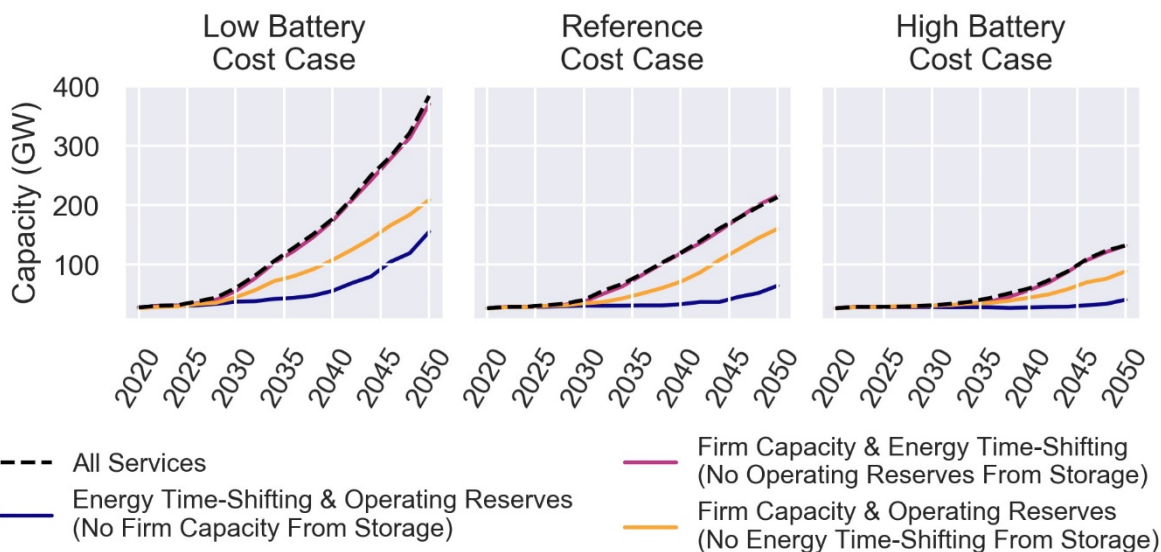 Low Battery
Cost Case
Reference
Cost Case
High Battery
Cost Case
Capacity (GW)
400
300
200
100
2020
2025
2030
2035
2040
2045
2050
2020
2025
2030
2035
2040
2045
2050
2020
2025
2030
2035
2040
2045
2050
All Services
Energy Time-Shifting & Operating Reserves
(No Firm Capacity From Storage)
Firm Capacity & Energy Time-Shifting
(No Operating Reserves From Storage)
Firm Capacity & Operating Reserves
(No Energy Time-Shifting From Storage)